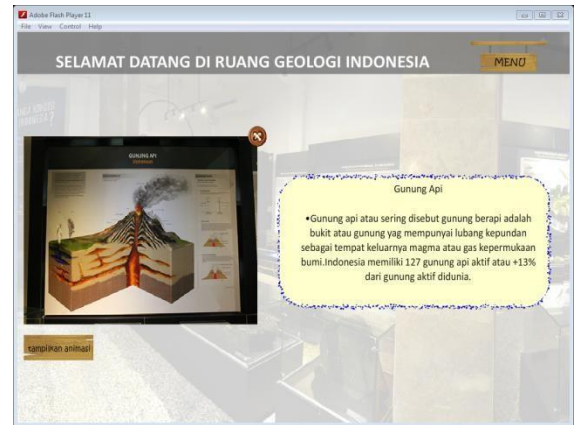 Adobe Flash Player 11
File View Control Help
SELAMAT DATANG DI RUANG GEOLOGI INDONESIA
MENU
GUNUNG API
Gunung Api
•Gunung api atau sering disebut gunung berapi adalah
bukit atau gunung yag mempunyai lubang kepundan
sebagai tempat keluarnya magma atau gas kepermukaan
bumi.Indonesia memiliki 127 gunung api aktif atau +13%
dari gunung aktif didunia.
tampilkan animasi